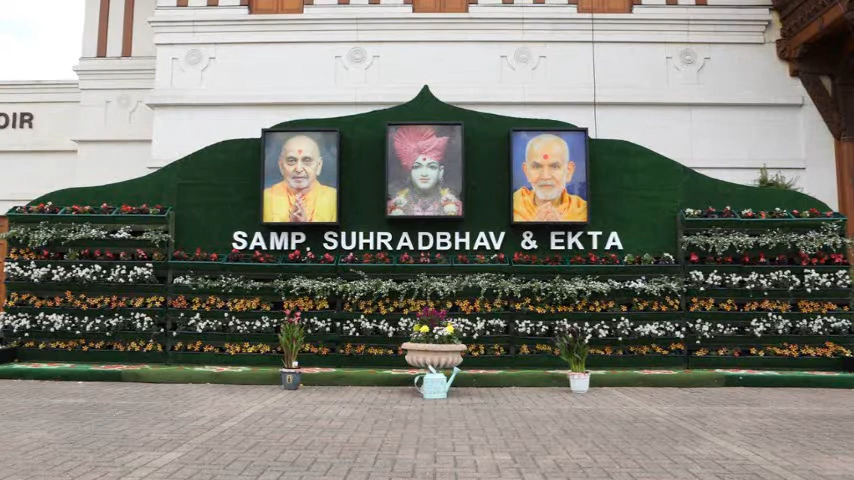 OIR
SAMP, SUHRADBHAV & EKTA